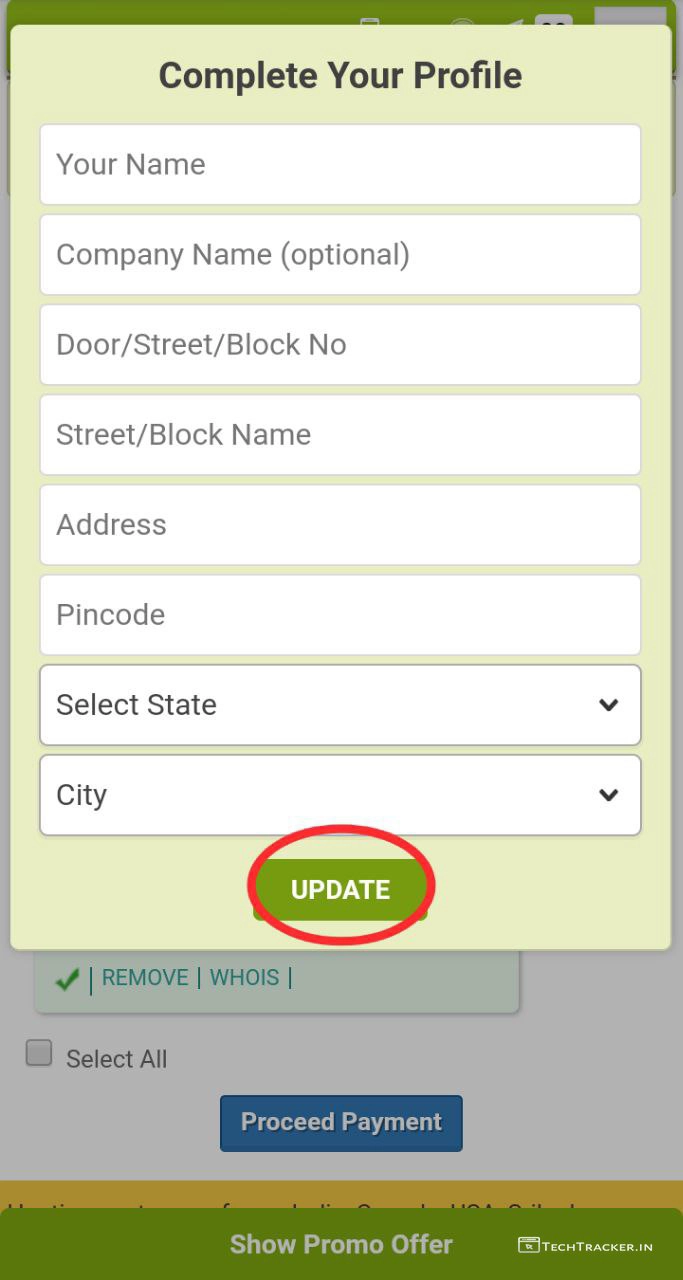 Complete Your Profile
Your Name
Company Name (optional)
Door/Street/Block No
Street/Block Name
Address
Pincode
Select State
City
UPDATE
| REMOVE | WHOIS |
Select All
Proceed Payment
Show Promo Offer
TECHTRACKER.IN